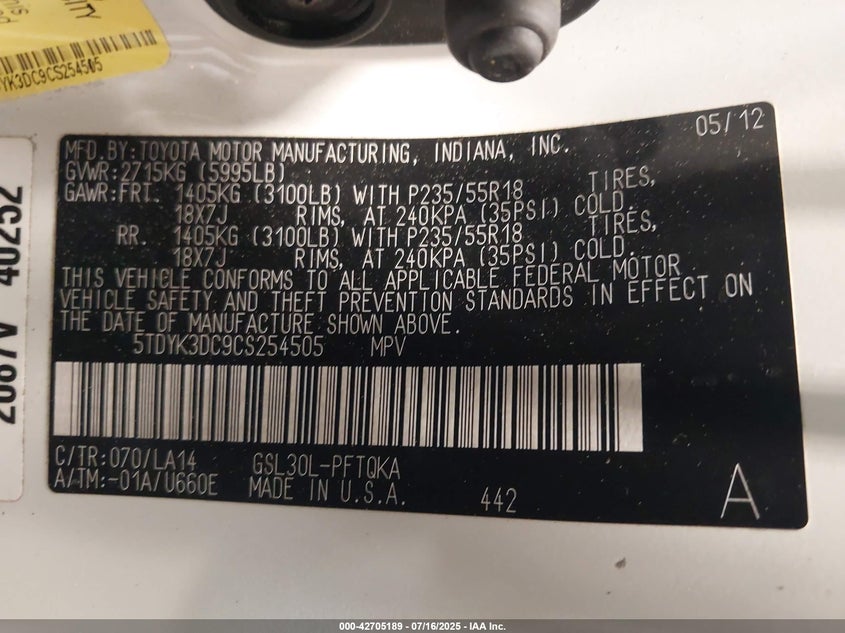 ITY
YK3DC9CS254505
05/12
MFD.BY:TOYOTA MOTOR MANUFACTURING, INDIANA, INC.
GVWR:2715KG (5995LB)
GAWR:FRT. 1405KG (3100LB) WITH P235/55R18 TIRES,
18X7J RIMS, AT 240KPA (35PSI) COLD.
RR. 1405KG (3100LB) WITH P235/55R18 TIRES,
18X7J RIMS, AT 240KPA (35PSI) COLD.
THIS VEHICLE CONFORMS TO ALL APPLICABLE FEDERAL MOTOR
VEHICLE SAFETY AND THEFT PREVENTION STANDARDS IN EFFECT ON
THE DATE OF MANUFACTURE SHOWN ABOVE.
5TDYK3DC9CS254505 MPV
C/TR:070/LA14 GSL30L-PFTQKA
A/TM:-01A/U660E MADE IN U.S.A. 442 A
40252
000-42705189 - 07/16/2025 - IAA Inc.